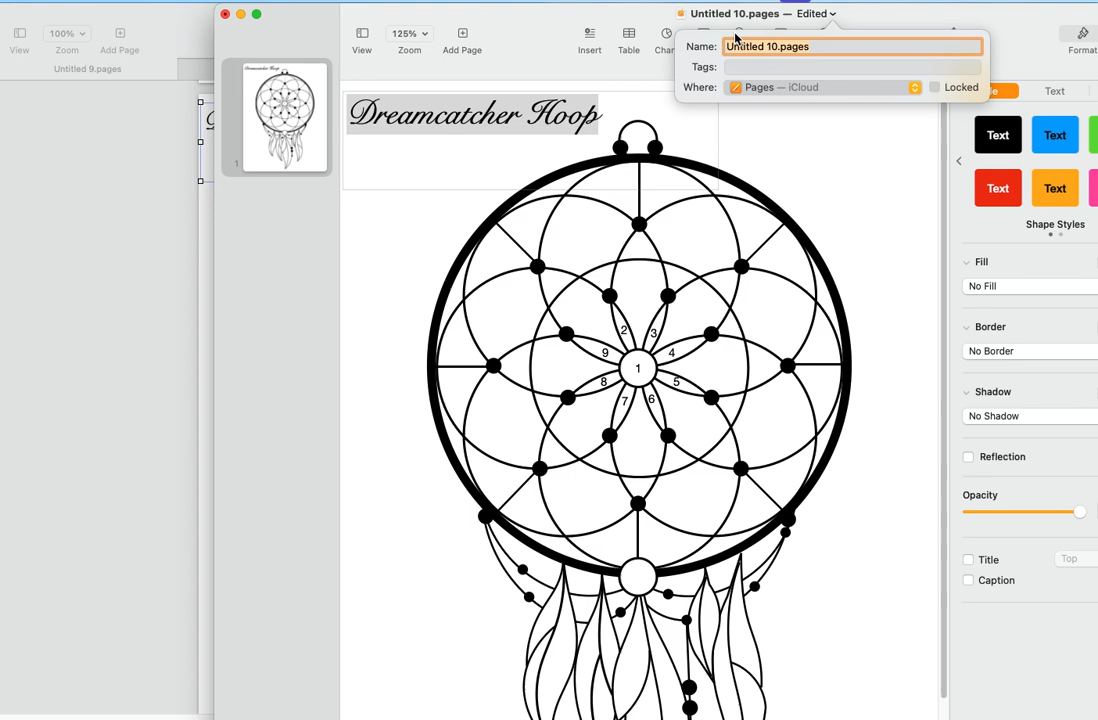 Untitled 10.pages — Edited
View
100%
Zoom
Add Page
View
125%
Zoom
Add Page
Insert
Table
Format
Untitled 9.pages
Name: Untitled 10.pages
Tags:
Where: Pages — iCloud
Locked
Text
Dreamcatcher Hoop
1
Text
Text
Text
Text
Shape Styles
Fill
No Fill
Border
No Border
Shadow
No Shadow
Reflection
Opacity
Title
Top
Caption
2
3
9
4
1
8
5
7
6